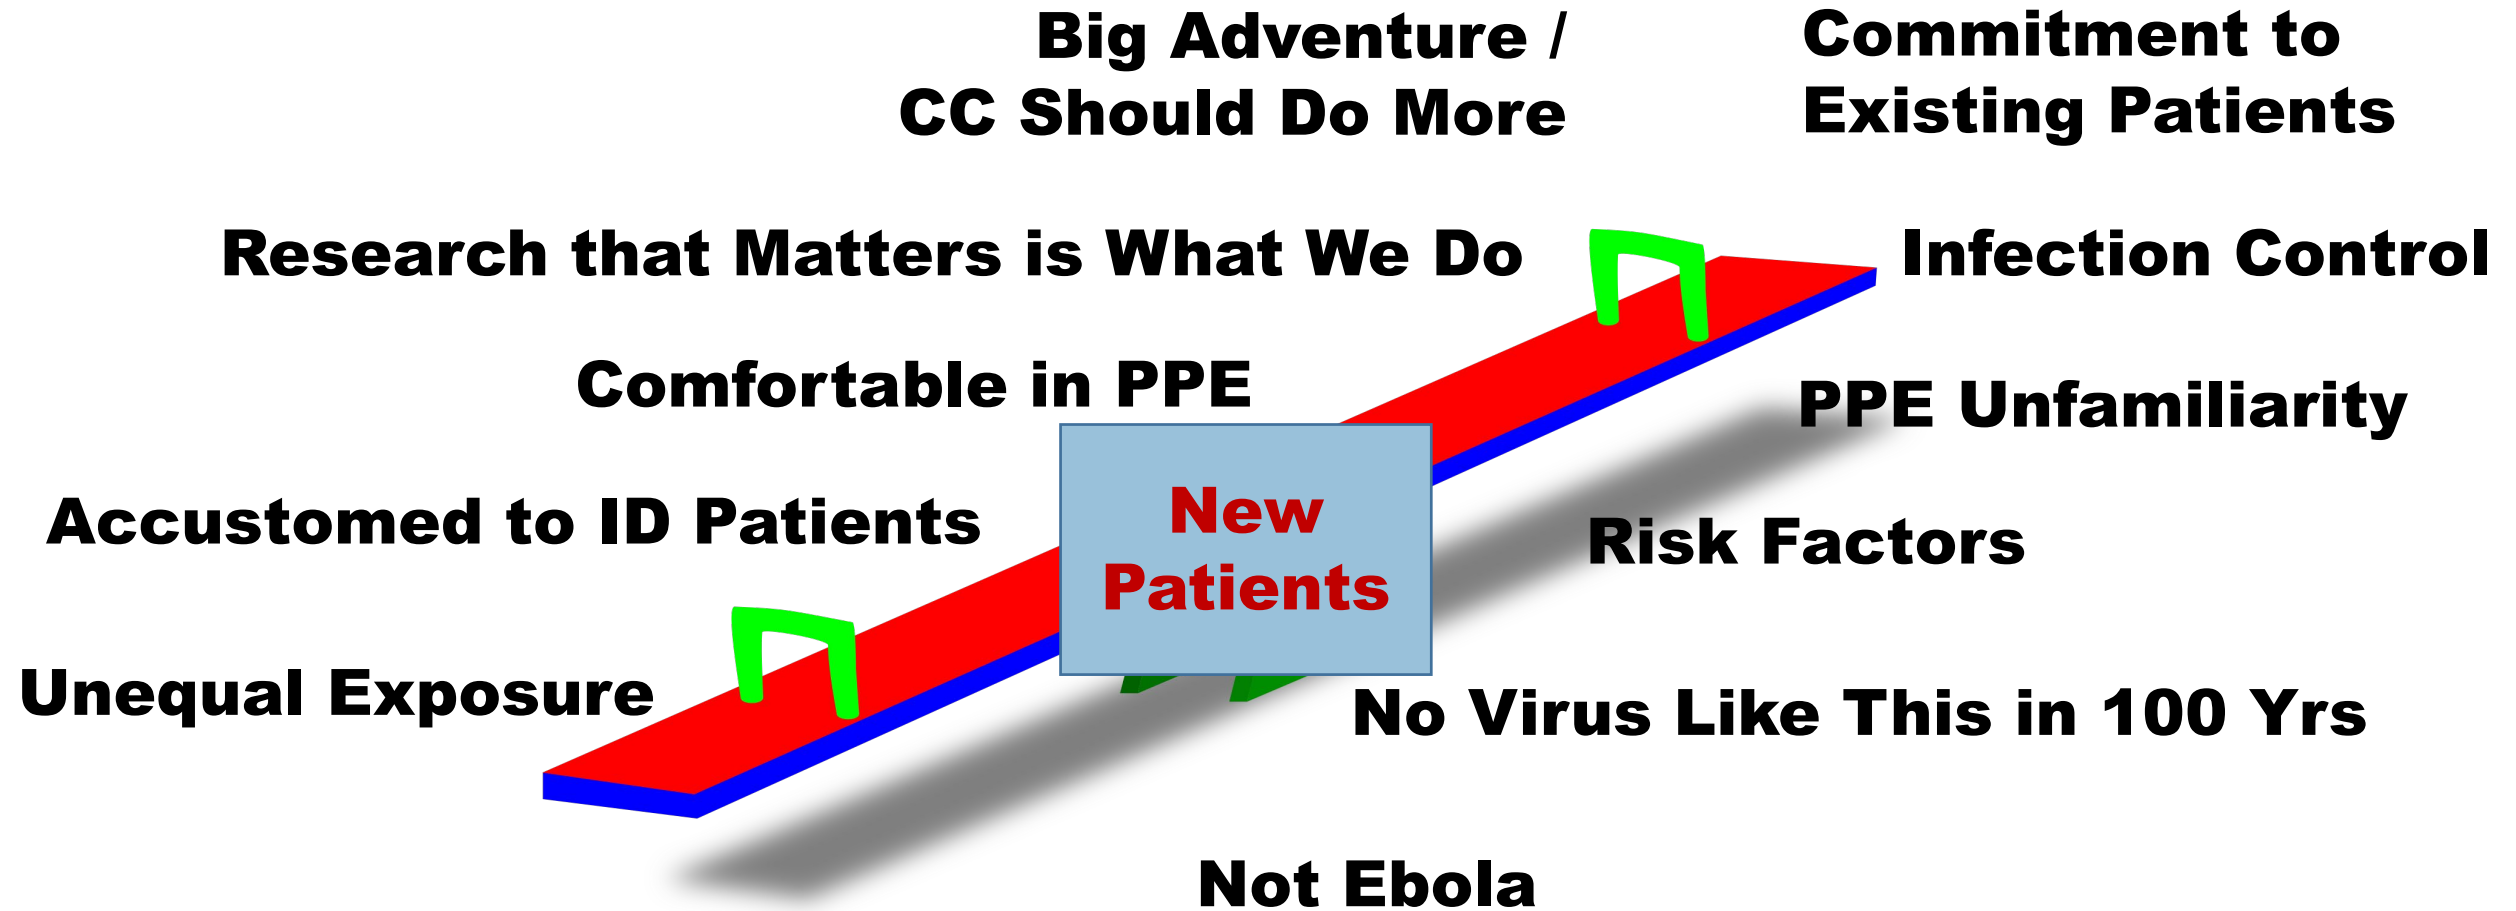 Big Adventure /
CC Should Do More
Commitment to
Existing Patients
Research that Matters is What We Do
Infection Control
Comfortable in PPE
PPE Unfamiliarity
Accustomed to ID Patients
New
Patients
Risk Factors
Unequal Exposure
No Virus Like This in 100 Yrs
Not Ebola